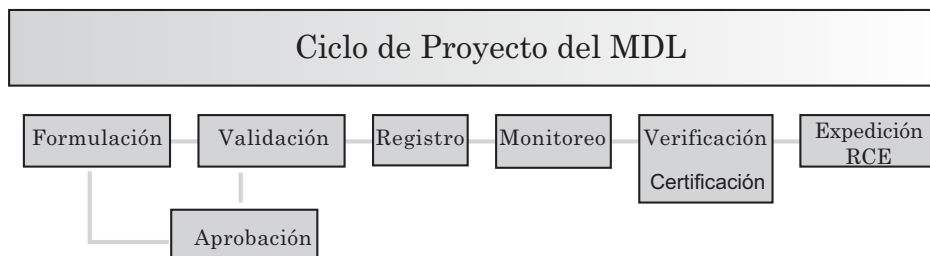 Ciclo de Proyecto del MDL
Formulación
Validación
Registro
Monitoreo
Verificación
Certificación
Expedición
RCE
Aprobación